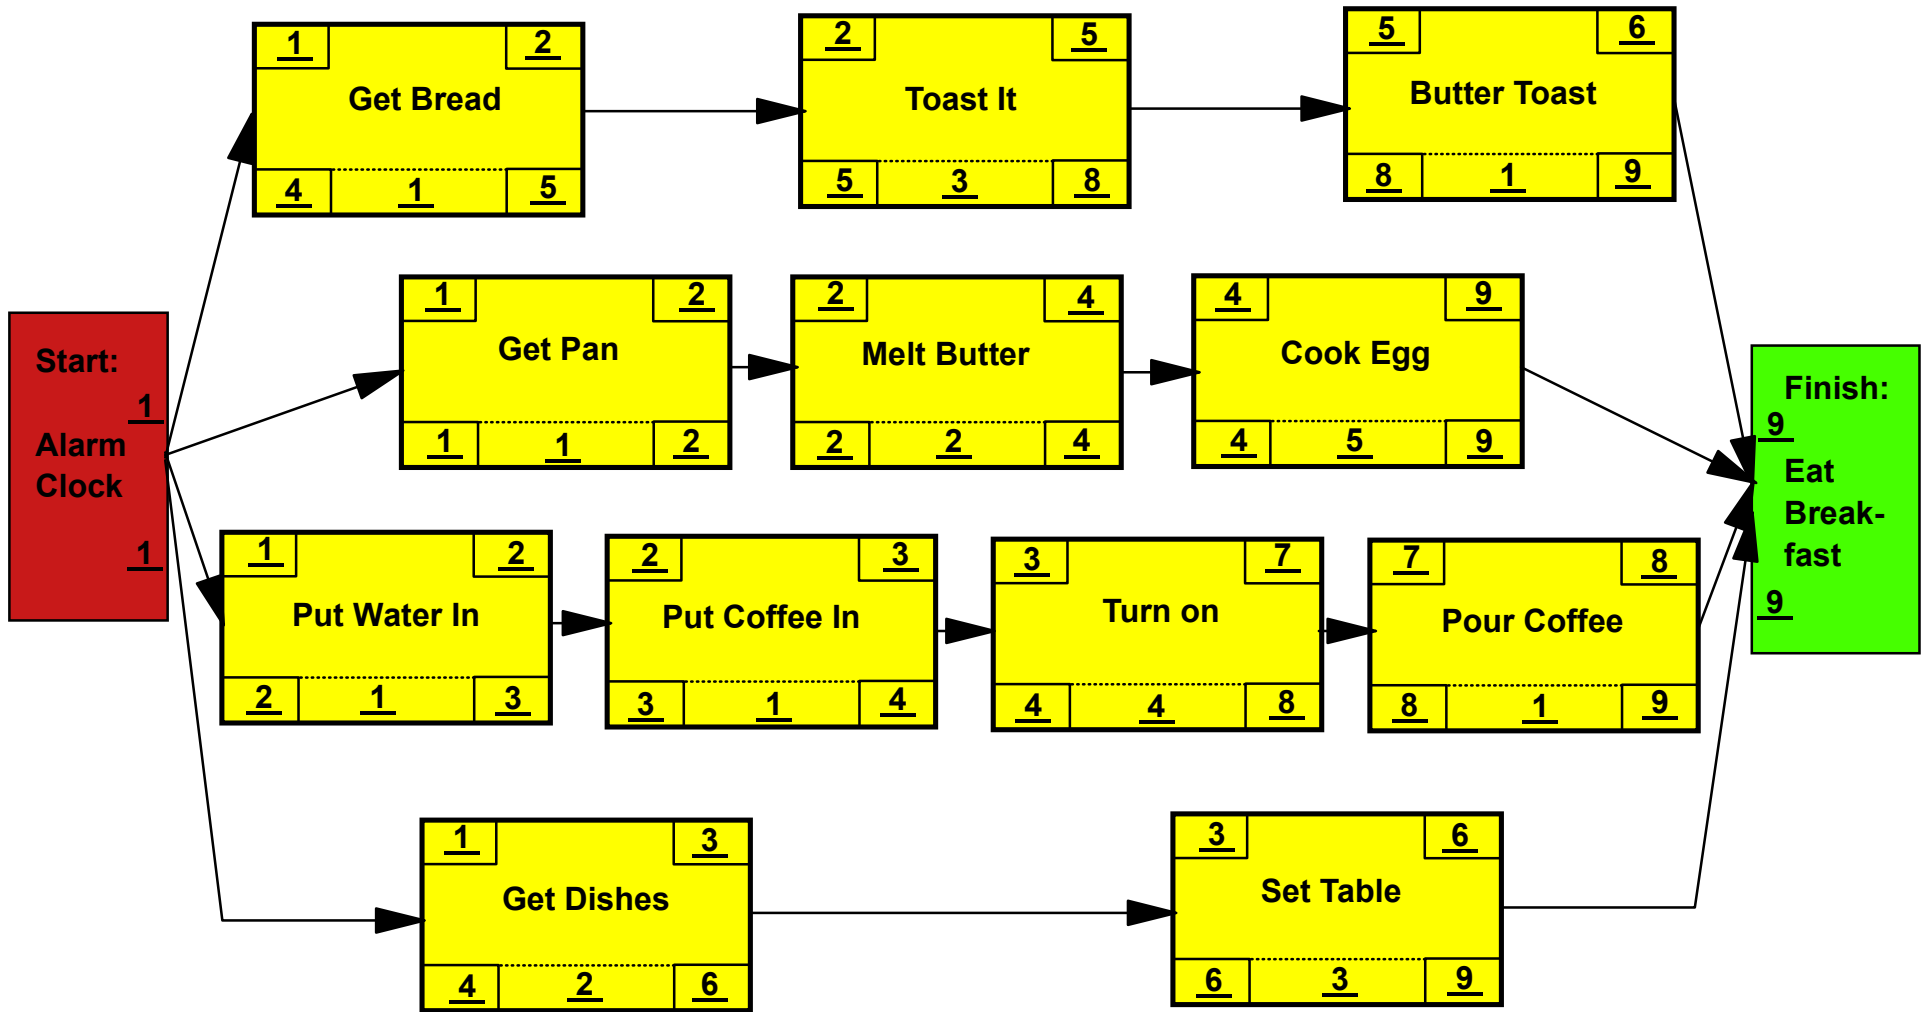 1 2
Get Bread
4 1 5
2 5
Toast It
5 3 8
5 6
Butter Toast
8 1 9
Start:
1
Alarm
Clock
1
1 2
Get Pan
1 1 2
2 4
Melt Butter
2 2 4
4 9
Cook Egg
4 5 9
Finish:
9
Eat
Break-
fast
9
1 2
Put Water In
2 1 3
2 3
Put Coffee In
3 1 4
3 7
Turn on
4 4 8
7 8
Pour Coffee
8 1 9
1 3
Get Dishes
4 2 6
3 6
Set Table
6 3 9